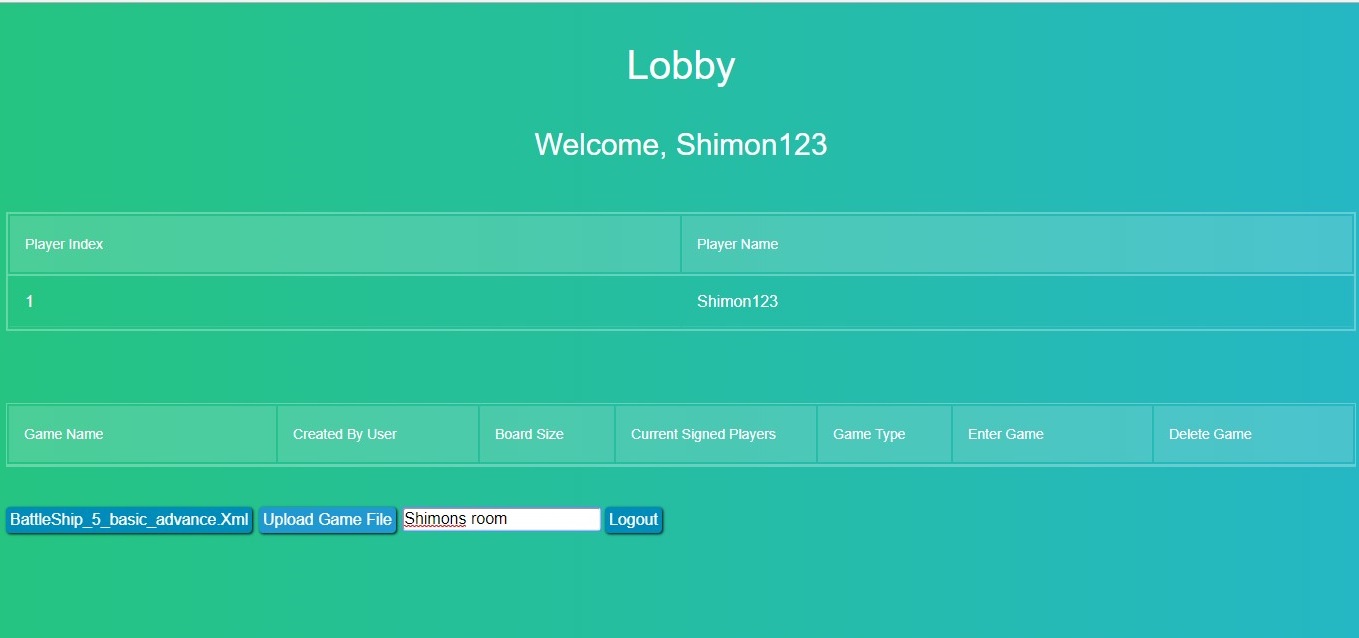 Lobby
Welcome, Shimon123
Player Index Player Name
1 Shimon123
Game Name Created By User Board Size Current Signed Players Game Type Enter Game Delete Game
BattleShip_5_basic_advance.Xml Upload Game File Shimons room Logout